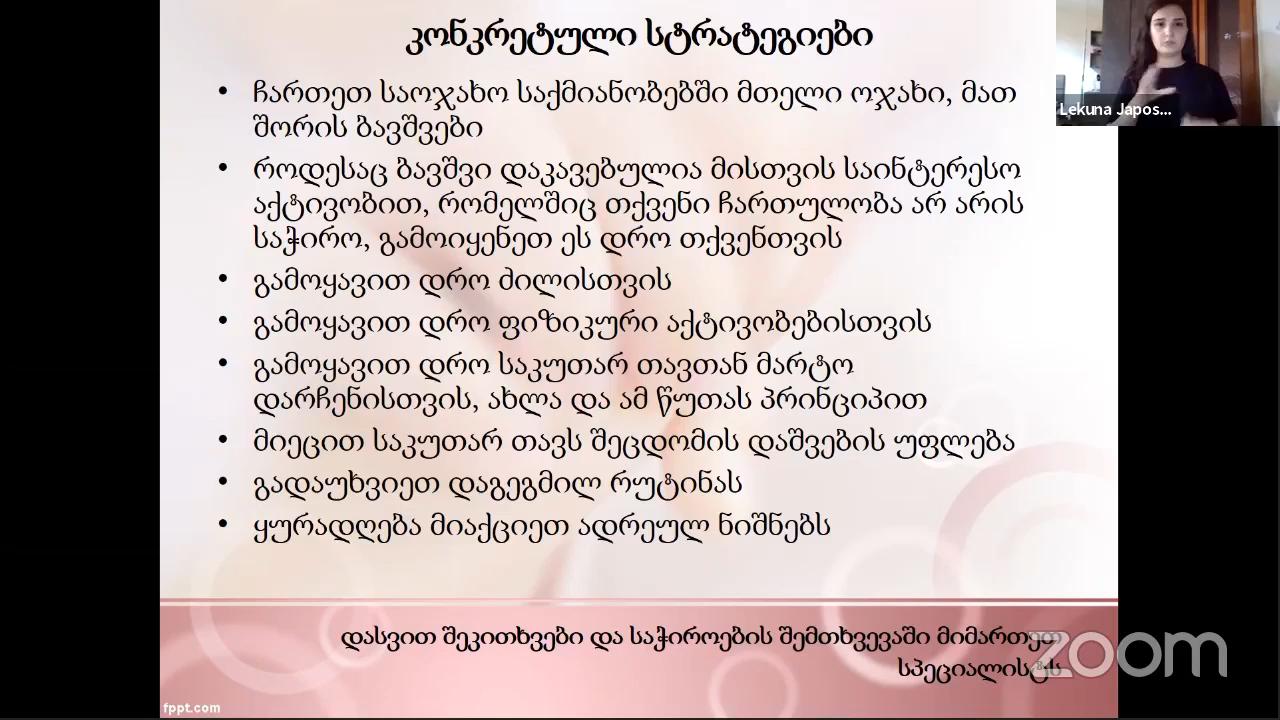 კონკრეტული სტრატეგიები
• ჩართეთ საოჯახო საქმიანობებში მთელი ოჯახი, მათ
შორის ბავშვები
• როდესაც ბავშვი დაკავებულია მისთვის საინტერესო
აქტივობით, რომელშიც თქვენი ჩართულობა არ არის
საჭირო, გამოიყენეთ ეს დრო თქვენთვის
• გამოყავით დრო ძილისთვის
• გამოყავით დრო ფიზიკური აქტივობებისთვის
• გამოყავით დრო საკუთარ თავთან მარტო
დარჩენისთვის, ახლა და ამ წუთას პრინციპით
• მიეცით საკუთარ თავს შეცდომის დაშვების უფლება
• გადაუხვიეთ დაგეგმილ რუტინას
• ყურადღება მიაქციეთ ადრეულ ნიშნებს
დასვით შეკითხვები და საჭიროების შემთხვევაში მიმართეთ
სპეციალისტს
Lekuna Japos...
zoom
fppt.com